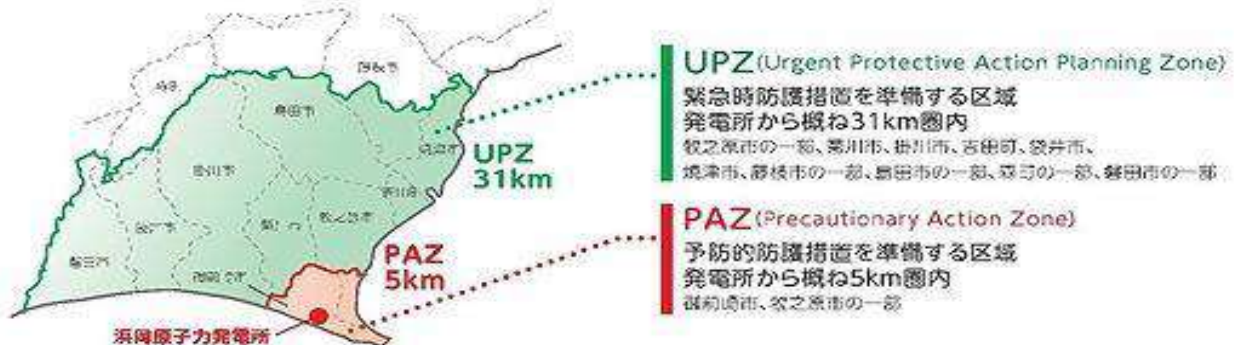 藤枝市
島田市
焼津市
掛川市
吉田町
UPZ
31km
牧之原市
菊川市
袋井市
磐田市
御前崎市
PAZ
5km
浜岡原子力発電所
UPZ(Urgent Protective Action Planning Zone)
緊急時防護措置を準備する区域
発電所から概ね31km圏内
牧之原市の一部、菊川市、掛川市、吉田町、袋井市、
焼津市、藤枝市の一部、島田市の一部、森町の一部、磐田市の一部
PAZ(Precautionary Action Zone)
予防的防護措置を準備する区域
発電所から概ね5km圏内
御前崎市、牧之原市の一部